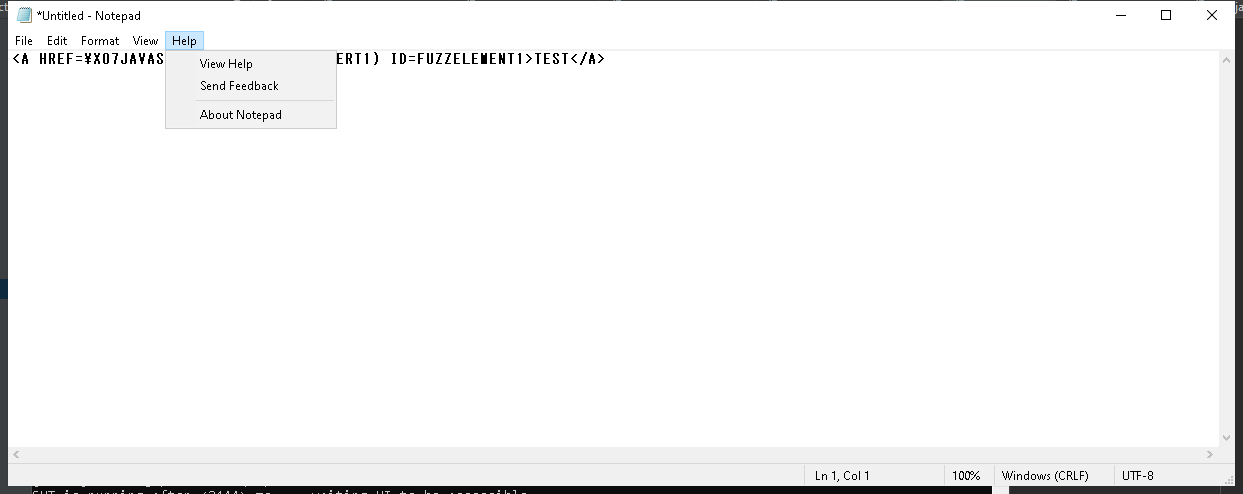 *Untitled - Notepad
File Edit Format View Help
<A HREF=¥X07JAVAS ERT1) ID=FUZZELEMENT1>TEST</A>
View Help
Send Feedback
About Notepad
Ln 1, Col 1 100% Windows (CRLF) UTF-8